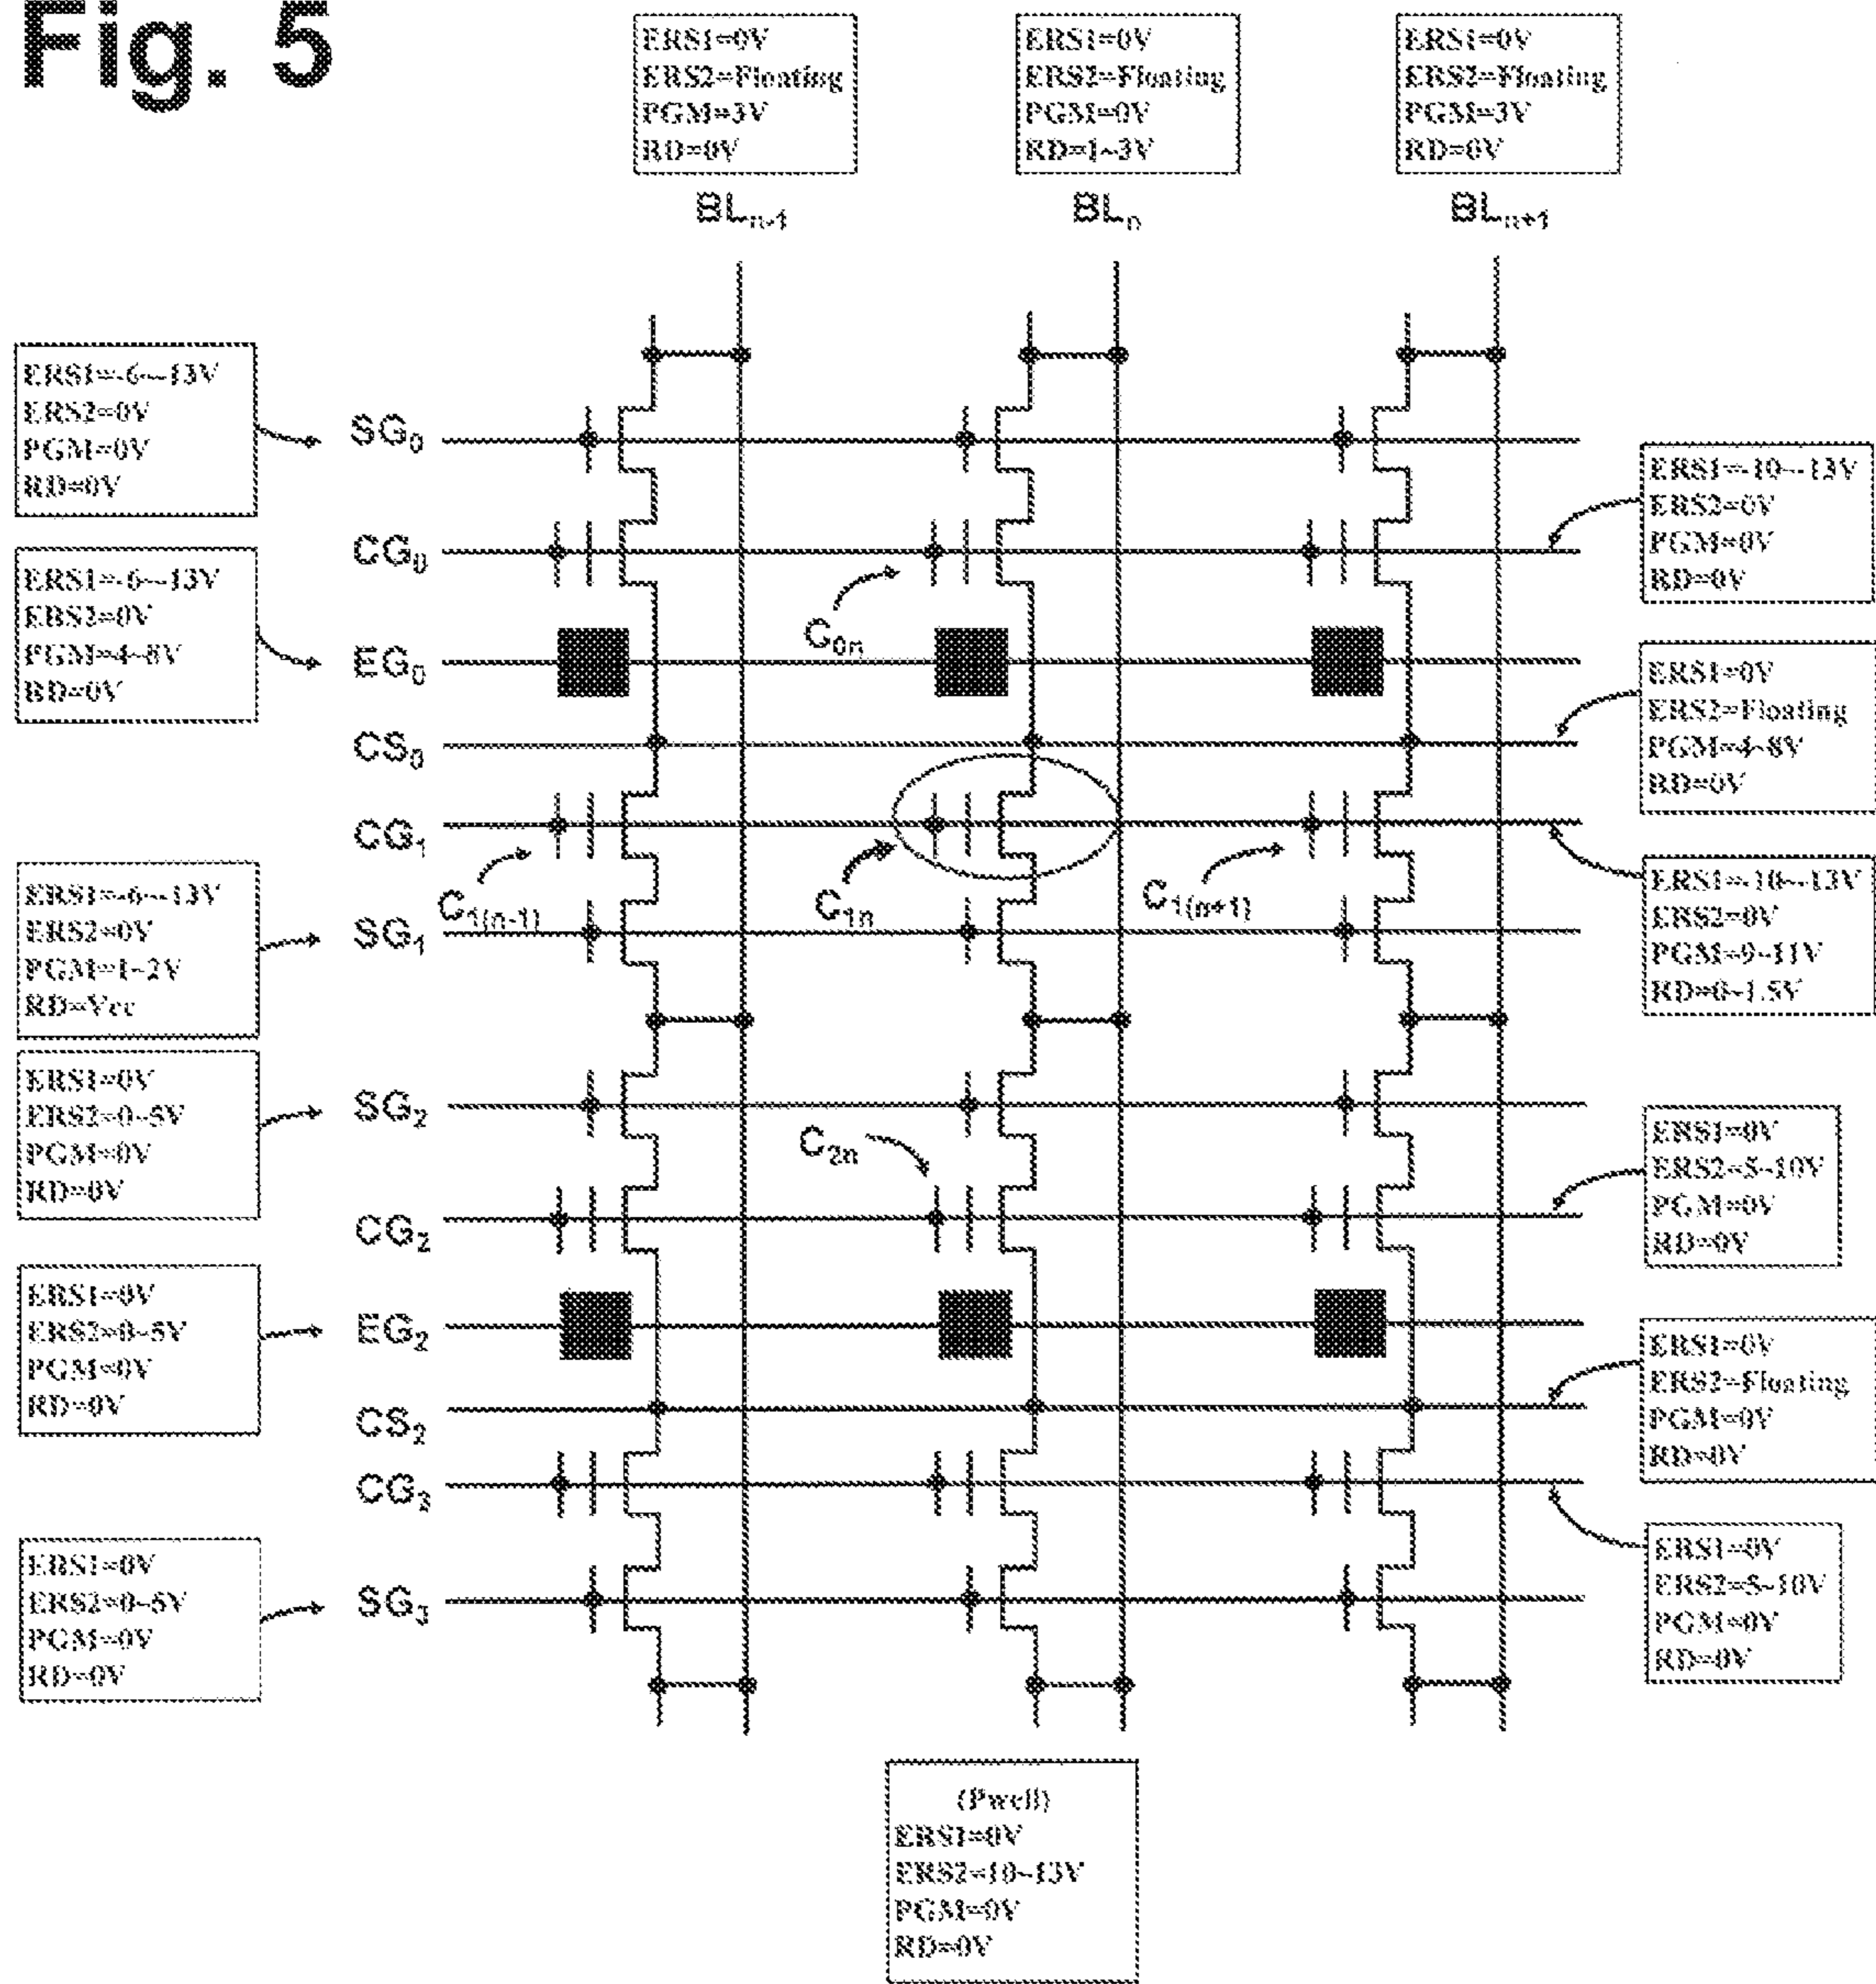 Fig. 5
ERS1=0V
ERS2=Floating
PGM=3V
RD=0V
BLn-1
ERS1=0V
ERS2=Floating
PGM=0V
RD=1~3V
BLn
ERS1=0V
ERS2=Floating
PGM=3V
RD=0V
BLn+1
ERS1=-6~-13V
ERS2=0V
PGM=0V
RD=0V
SG0
CG0
ERS1=-10~-13V
ERS2=0V
PGM=0V
RD=0V
ERS1=-6~-13V
ERS2=0V
PGM=4~8V
RD=0V
C0n
EG0
CS0
ERS1=0V
ERS2=Floating
PGM=4~8V
RD=0V
CG1
C1(n-1)
C1n
C1(n+1)
ERS1=-10~-13V
ERS2=0V
PGM=9~11V
RD=0~1.5V
ERS1=-6~-13V
ERS2=0V
PGM=1~2V
RD=Vcc
SG1
ERS1=0V
ERS2=0~5V
PGM=0V
RD=0V
SG2
C2n
CG2
ERS1=0V
ERS2=5~10V
PGM=0V
RD=0V
ERS1=0V
ERS2=0~5V
PGM=0V
RD=0V
EG2
CS2
ERS1=0V
ERS2=Floating
PGM=0V
RD=0V
CG3
ERS1=0V
ERS2=5~10V
PGM=0V
RD=0V
ERS1=0V
ERS2=0~5V
PGM=0V
RD=0V
SG3
(Pwell)
ERS1=0V
ERS2=10~13V
PGM=0V
RD=0V